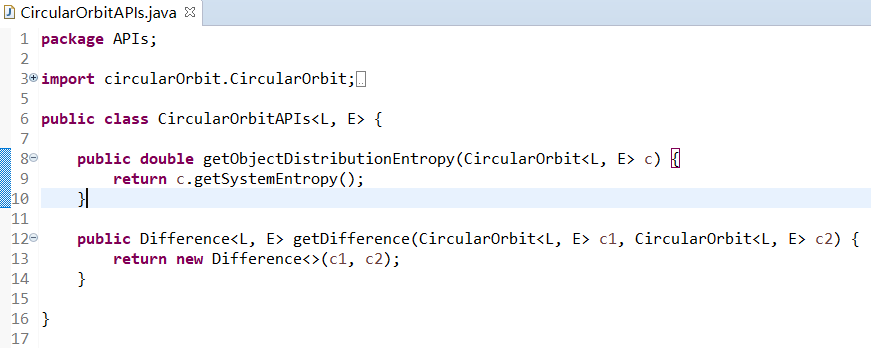 CircularOrbitAPIs.java
1 package APIs;
2
3 import circularOrbit.CircularOrbit;
5
6 public class CircularOrbitAPIs<L, E> {
7
8     public double getObjectDistributionEntropy(CircularOrbit<L, E> c) {
9         return c.getSystemEntropy();
10     }
11
12     public Difference<L, E> getDifference(CircularOrbit<L, E> c1, CircularOrbit<L, E> c2) {
13         return new Difference<>(c1, c2);
14     }
15
16 }
17